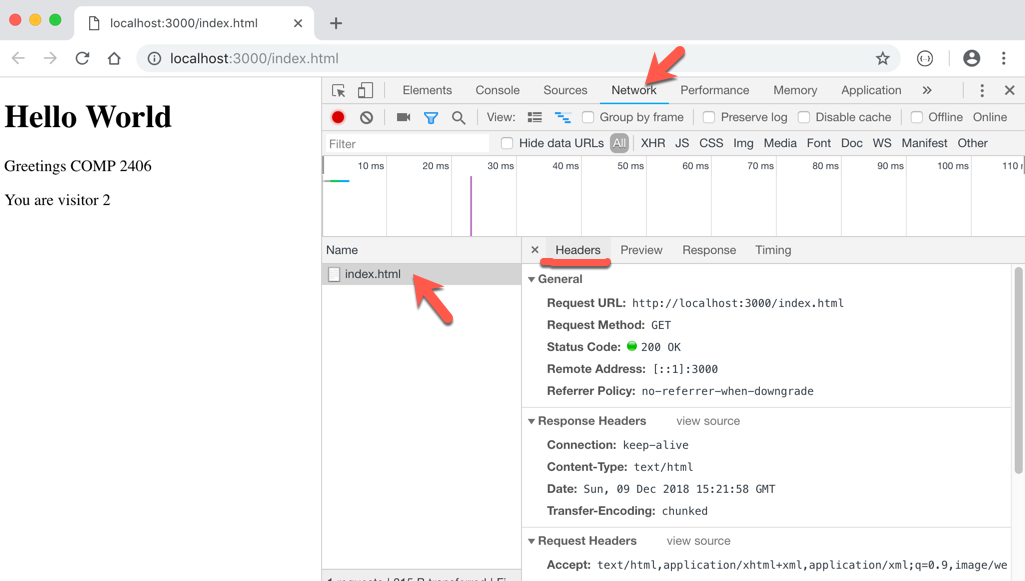 localhost:3000/index.html
localhost:3000/index.html
Hello World
Greetings COMP 2406
You are visitor 2
Elements Console Sources Network Performance Memory Application »
View: Group by frame Preserve log Disable cache Offline Online
Filter Hide data URLs All XHR JS CSS Img Media Font Doc WS Manifest Other
10 ms 20 ms 30 ms 40 ms 50 ms 60 ms 70 ms 80 ms 90 ms 100 ms 110
Name
index.html
Headers Preview Response Timing
General
Request URL: http://localhost:3000/index.html
Request Method: GET
Status Code: 200 OK
Remote Address: [::1]:3000
Referrer Policy: no-referrer-when-downgrade
Response Headers view source
Connection: keep-alive
Content-Type: text/html
Date: Sun, 09 Dec 2018 15:21:58 GMT
Transfer-Encoding: chunked
Request Headers view source
Accept: text/html,application/xhtml+xml,application/xml;q=0.9,image/we